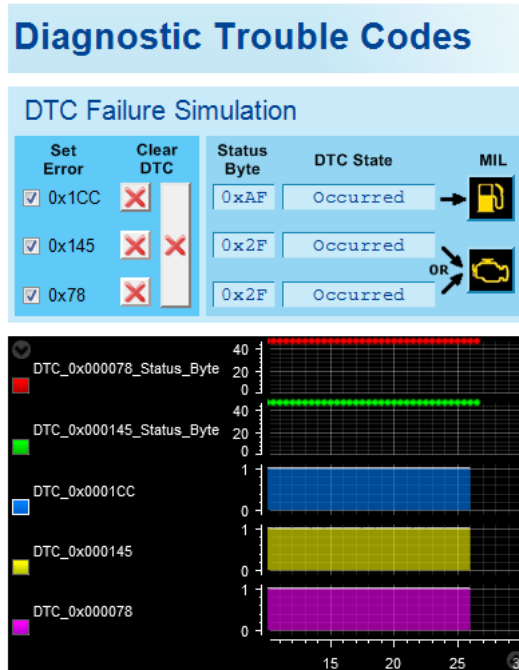 Diagnostic Trouble Codes
DTC Failure Simulation
Set Error
Clear DTC
Status Byte
DTC State
MIL
0x1CC
0xAF
Occurred
0x145
0x2F
Occurred
OR
0x78
0x2F
Occurred
DTC_0x000078_Status_Byte
40
20
0
DTC_0x000145_Status_Byte
40
20
0
DTC_0x0001CC
1
0
DTC_0x000145
1
0
DTC_0x000078
1
0
15 20 25